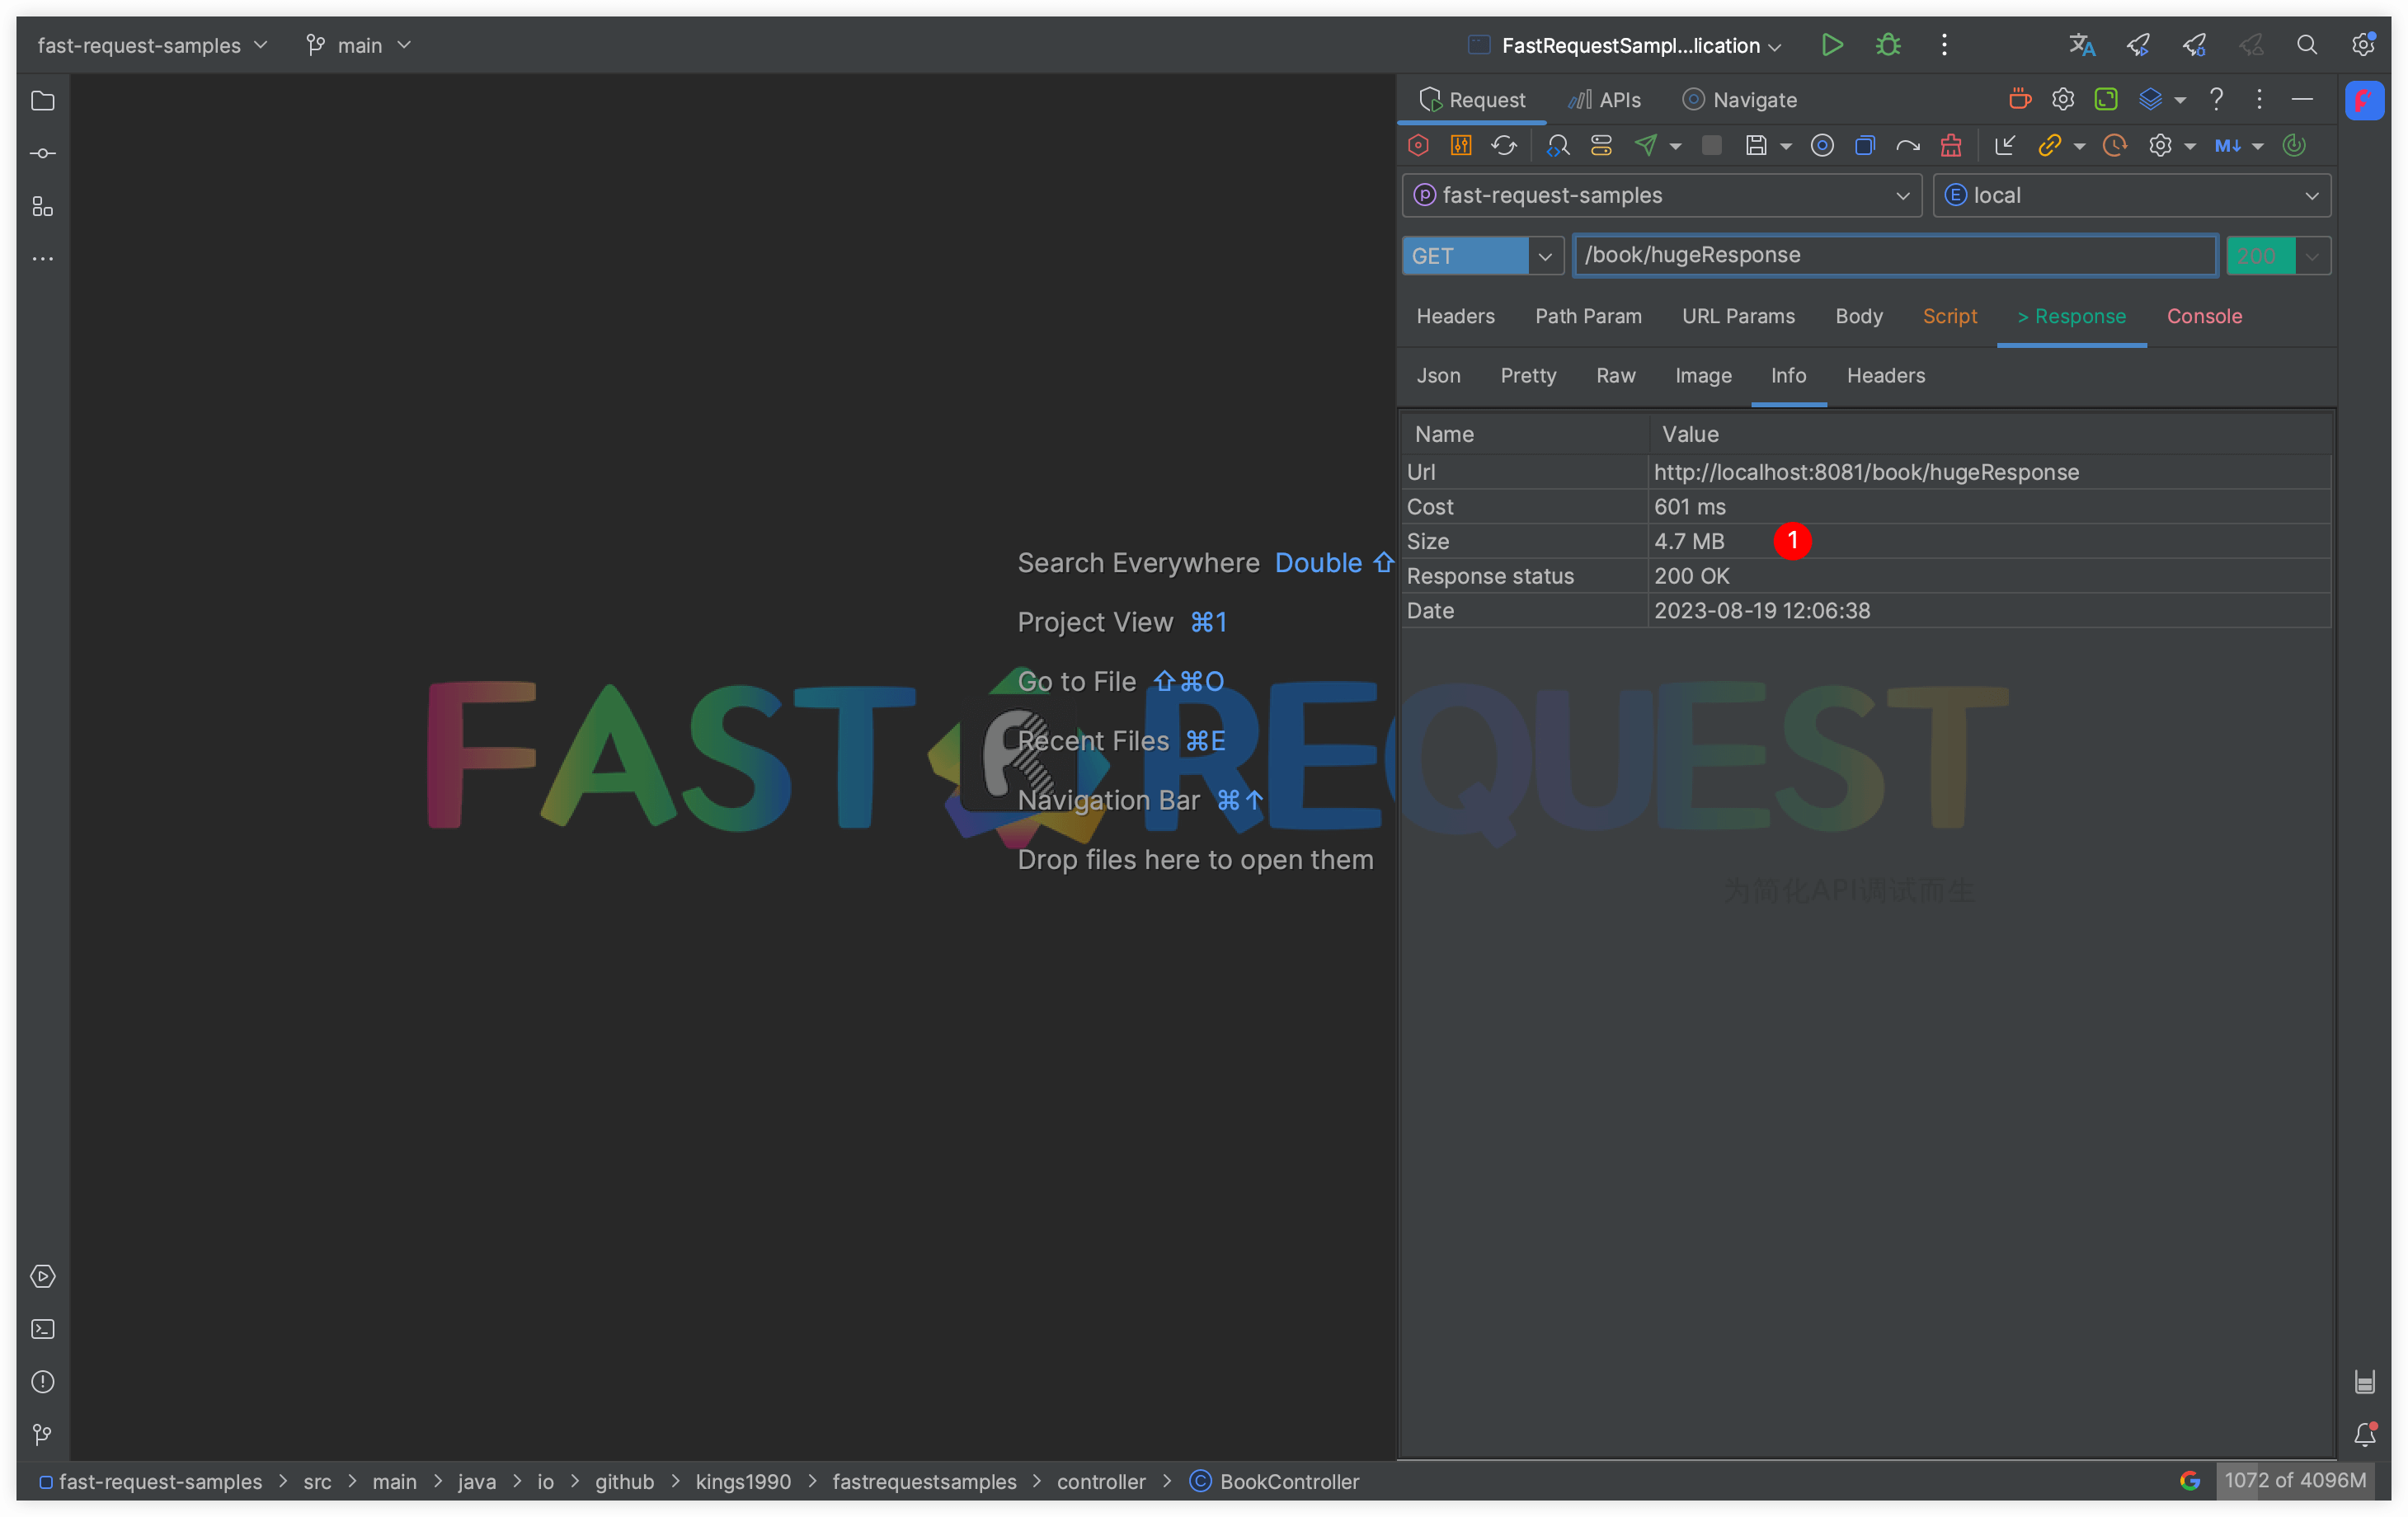 fast-request-samples
main
FastRequestSampl...lication
Request
APIs
Navigate
M↓
fast-request-samples
local
GET
/book/hugeResponse
200
Headers
Path Param
URL Params
Body
Script
> Response
Console
Json
Pretty
Raw
Image
Info
Headers
Name
Value
Url
http://localhost:8081/book/hugeResponse
Cost
601 ms
Size
4.7 MB
1
Response status
200 OK
Date
2023-08-19 12:06:38
Search Everywhere Double ⇧
Project View ⌘1
Go to File ⇧⌘O
Recent Files ⌘E
Navigation Bar ⌘↑
Drop files here to open them
FAST REQUEST
为简化API调试而生
fast-request-samples > src > main > java > io > github > kings1990 > fastrequestsamples > controller > BookController
1072 of 4096M